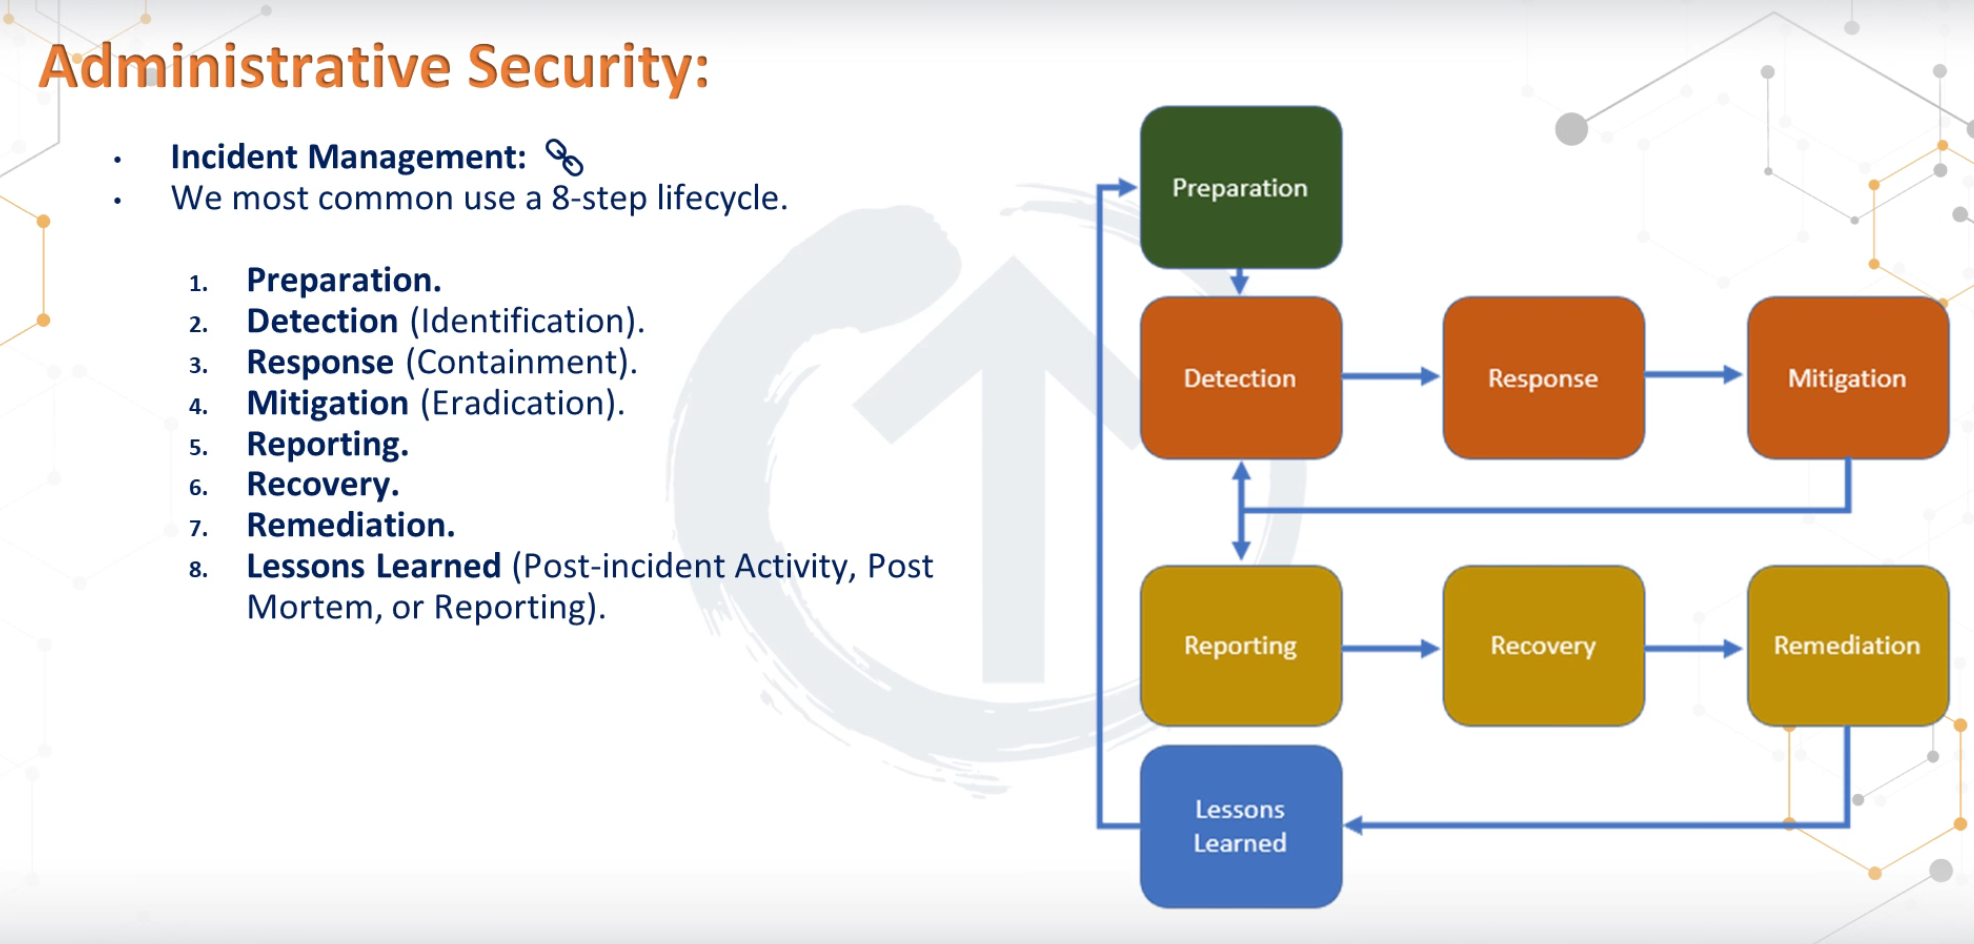 Administrative Security:
• Incident Management:
• We most common use a 8-step lifecycle.
1. Preparation.
2. Detection (Identification).
3. Response (Containment).
4. Mitigation (Eradication).
5. Reporting.
6. Recovery.
7. Remediation.
8. Lessons Learned (Post-incident Activity, Post
Mortem, or Reporting).
Preparation
Detection
Response
Mitigation
Reporting
Recovery
Remediation
Lessons
Learned